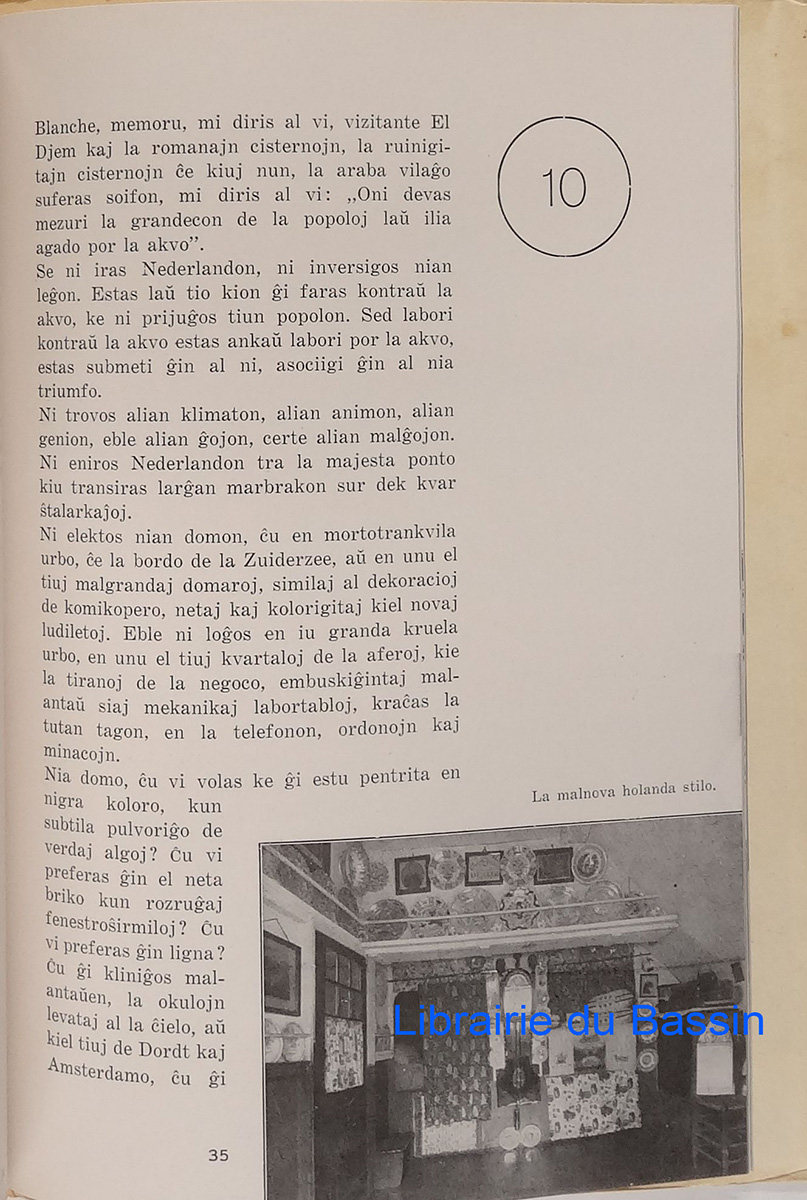 Blanche, memoru, mi diris al vi, vizitante El
Djem kaj la romanajn cisternojn, la ruinigi-
tajn cisternojn ĉe kiuj nun, la araba vilaĝo
suferas soifon, mi diris al vi: „Oni devas
mezuri la grandecon de la popoloj laŭ ilia
agado por la akvo”.
Se ni iras Nederlandon, ni inversigos nian
leĝon. Estas laŭ tio kion ĝi faras kontraŭ la
akvo, ke ni prijuĝos tiun popolon. Sed labori
kontraŭ la akvo estas ankaŭ labori por la akvo,
estas submeti ĝin al ni, asociigi ĝin al nia
triumfo.
Ni trovos alian klimaton, alian animon, alian
genion, eble alian ĝojon, certe alian malĝojon.
Ni eniros Nederlandon tra la majesta ponto
kiu transiras larĝan marbrakon sur dek kvar
ŝtalarkaĵoj.
Ni elektos nian domon, ĉu en mortotrankvila
urbo, ĉe la bordo de la Zuiderzee, aŭ en unu el
tiuj malgrandaj domaroj, similaj al dekoracioj
de komikopero, netaj kaj kolorigitaj kiel novaj
ludiletoj. Eble ni loĝos en iu granda kruela
urbo, en unu el tiuj kvartaloj de la aferoj, kie
la tiranoj de la negoco, embuskiĝintaj mal-
antaŭ siaj mekanikaj labortabloj, kraĉas la
tutan tagon, en la telefonon, ordonojn kaj
minacojn.
Nia domo, ĉu vi volas ke ĝi estu pentrita en
nigra koloro, kun
subtila pulvoriĝo de
verdaj algoj? Ĉu vi
preferas ĝin el neta
briko kun rozruĝaj
fenestroŝirmiloj? Ĉu
vi preferas ĝin ligna?
Ĉu ĝi kliniĝos mal-
antaŭen, la okulojn
levataj al la ĉielo, aŭ
kiel tiuj de Dordt kaj
Amsterdamo, ĉu ĝi
35
10
La malnova holanda stilo.
Librairie du Bassin